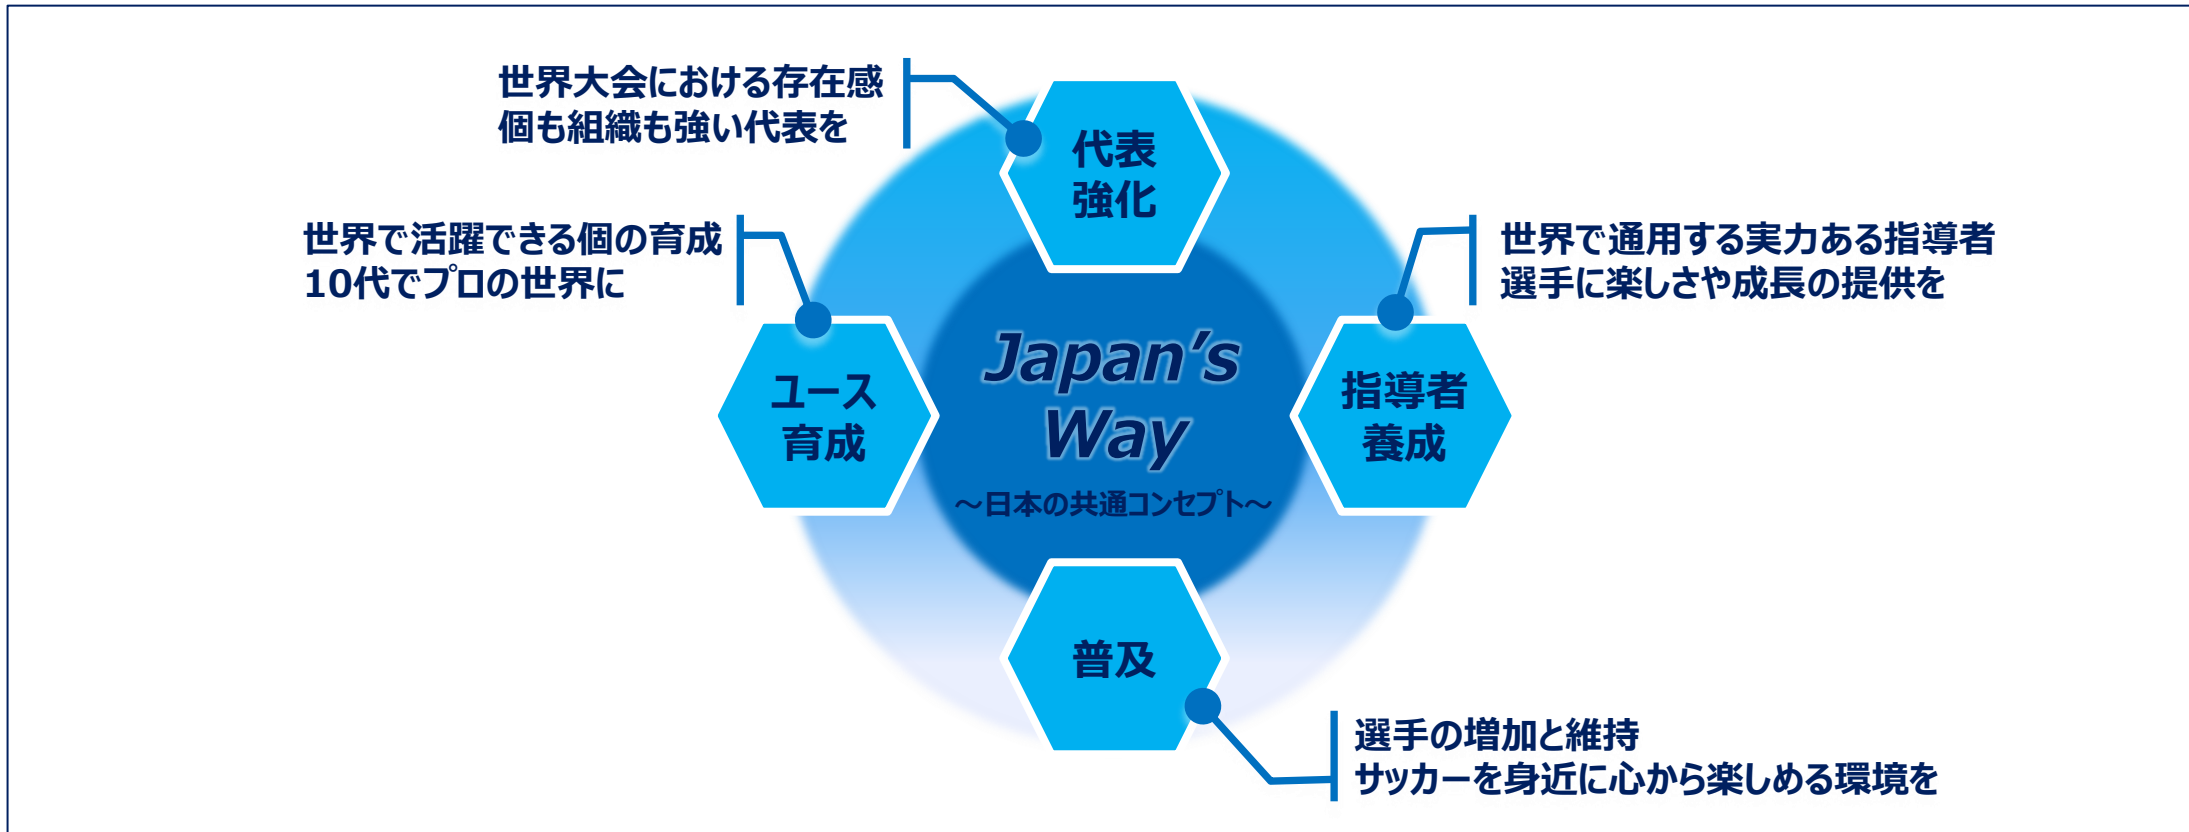 世界大会における存在感
個も組織も強い代表を
代表
強化
世界で活躍できる個の育成
10代でプロの世界に
世界で通用する実力ある指導者
選手に楽しさや成長の提供を
ユース
育成
Japan’s
Way
～日本の共通コンセプト～
指導者
養成
普及
選手の増加と維持
サッカーを身近に心から楽しめる環境を